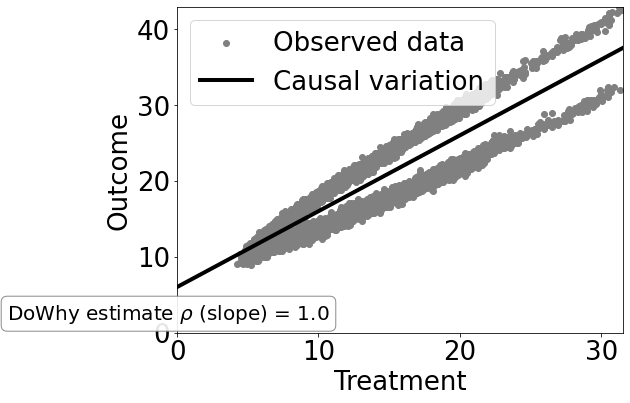 Observed data
Causal variation
40
30
20
10
0
Outcome
DoWhy estimate ρ (slope) = 1.0
0 10 20 30
Treatment